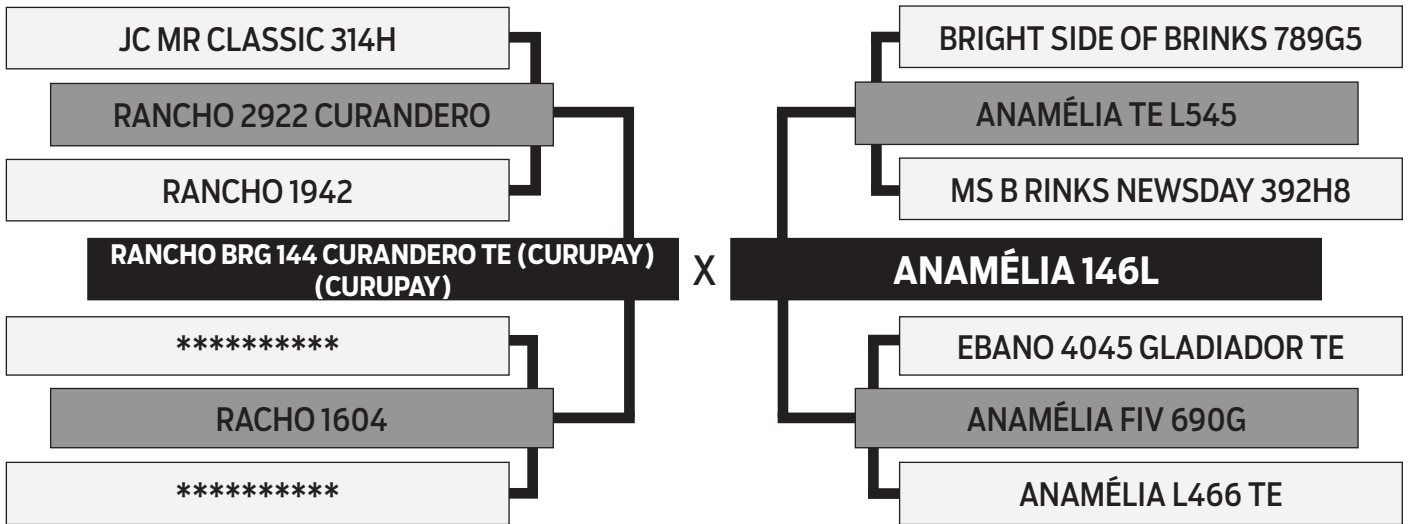 JC MR CLASSIC 314H
RANCHO 2922 CURANDERO
RANCHO 1942
RANCHO BRG 144 CURANDERO TE (CURUPAY)
(CURUPAY)
**********
RACHO 1604
**********
X
BRIGHT SIDE OF BRINKS 789G5
ANAMÉLIA TE L545
MS B RINKS NEWSDAY 392H8
ANAMÉLIA 146L
EBANO 4045 GLADIADOR TE
ANAMÉLIA FIV 690G
ANAMÉLIA L466 TE